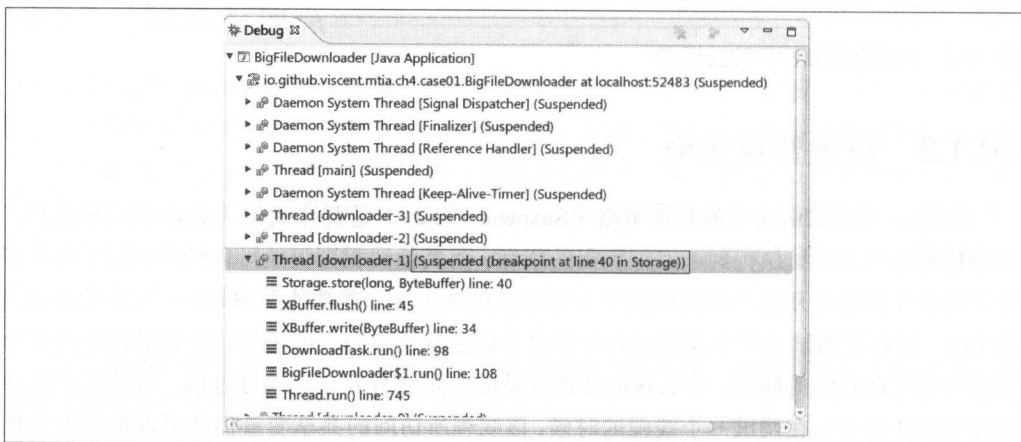 Debug
BigFileDownloader [Java Application]
io.github.viscent.mtia.ch4.case01.BigFileDownloader at localhost:52483 (Suspended)
Daemon System Thread [Signal Dispatcher] (Suspended)
Daemon System Thread [Finalizer] (Suspended)
Daemon System Thread [Reference Handler] (Suspended)
Thread [main] (Suspended)
Daemon System Thread [Keep-Alive-Timer] (Suspended)
Thread [downloader-3] (Suspended)
Thread [downloader-2] (Suspended)
Thread [downloader-1] (Suspended (breakpoint at line 40 in Storage))
Storage.store(long, ByteBuffer) line: 40
XBuffer.flush() line: 45
XBuffer.write(ByteBuffer) line: 34
DownloadTask.run() line: 98
BigFileDownloader$1.run() line: 108
Thread.run() line: 745
Thread [downloader-0] (Suspended)